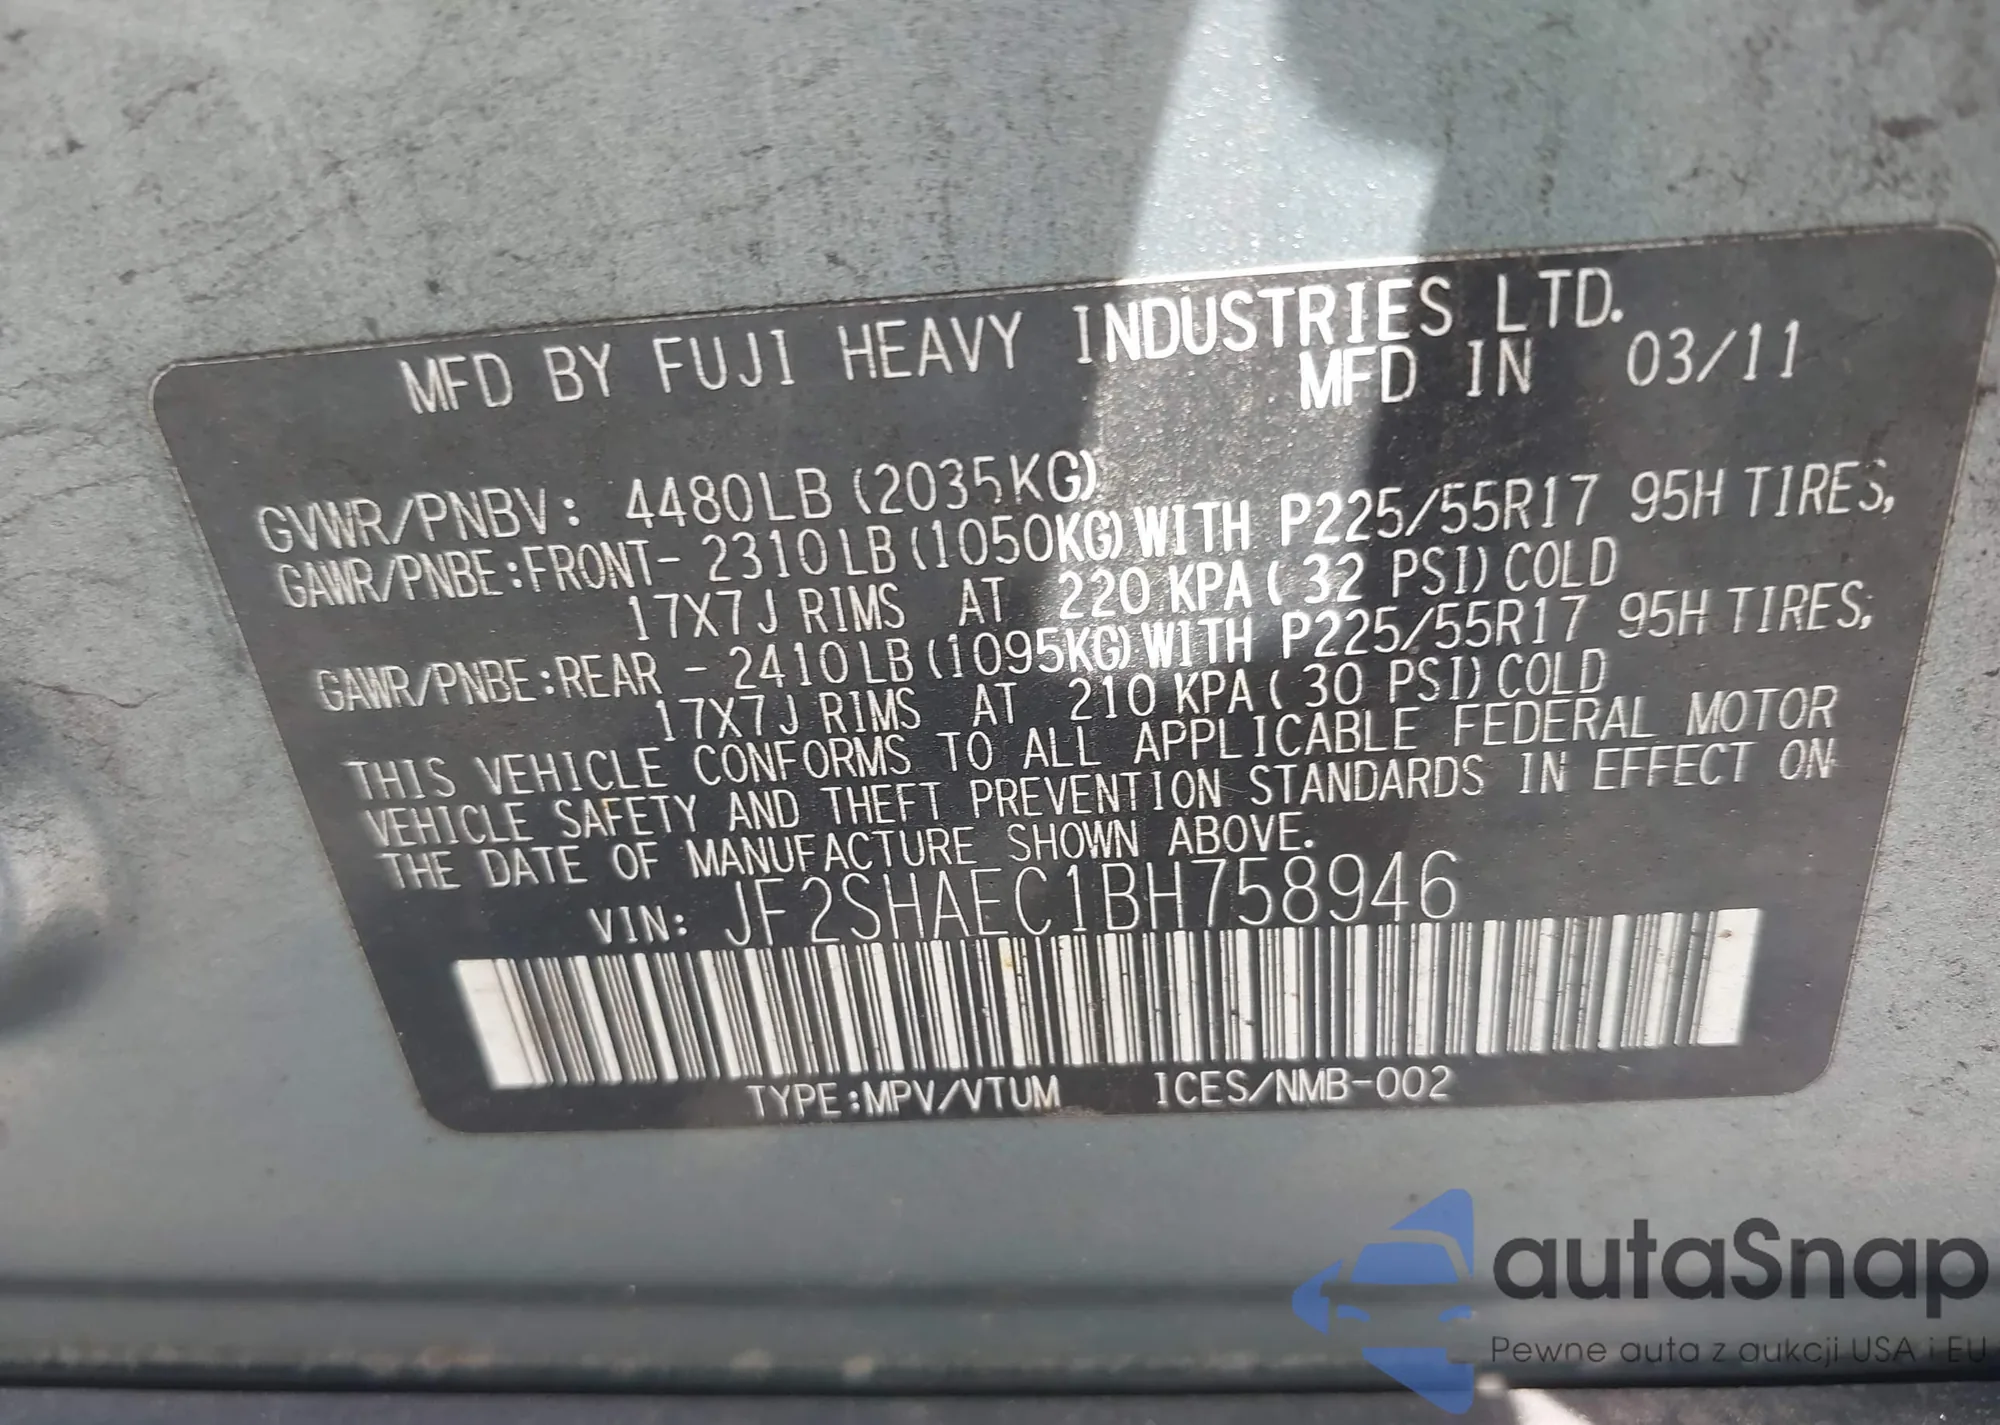 MFD BY FUJI HEAVY INDUSTRIES LTD.
MFD IN 03/11
GVWR/PNBV: 4480LB (2035KG)
GAWR/PNBE:FRONT- 2310LB (1050KG) WITH P225/55R17 95H TIRES,
17X7J RIMS AT 220 KPA ( 32 PSI) COLD
GAWR/PNBE:REAR - 2410LB (1095KG) WITH P225/55R17 95H TIRES,
17X7J RIMS AT 210 KPA ( 30 PSI) COLD
THIS VEHICLE CONFORMS TO ALL APPLICABLE FEDERAL MOTOR
VEHICLE SAFETY AND THEFT PREVENTION STANDARDS IN EFFECT ON
THE DATE OF MANUFACTURE SHOWN ABOVE.
VIN: JF2SHAEC1BH758946
TYPE:MPV/VTUM ICES/NMB-002
autaSnap
Pewne auta z aukcji USA i EU